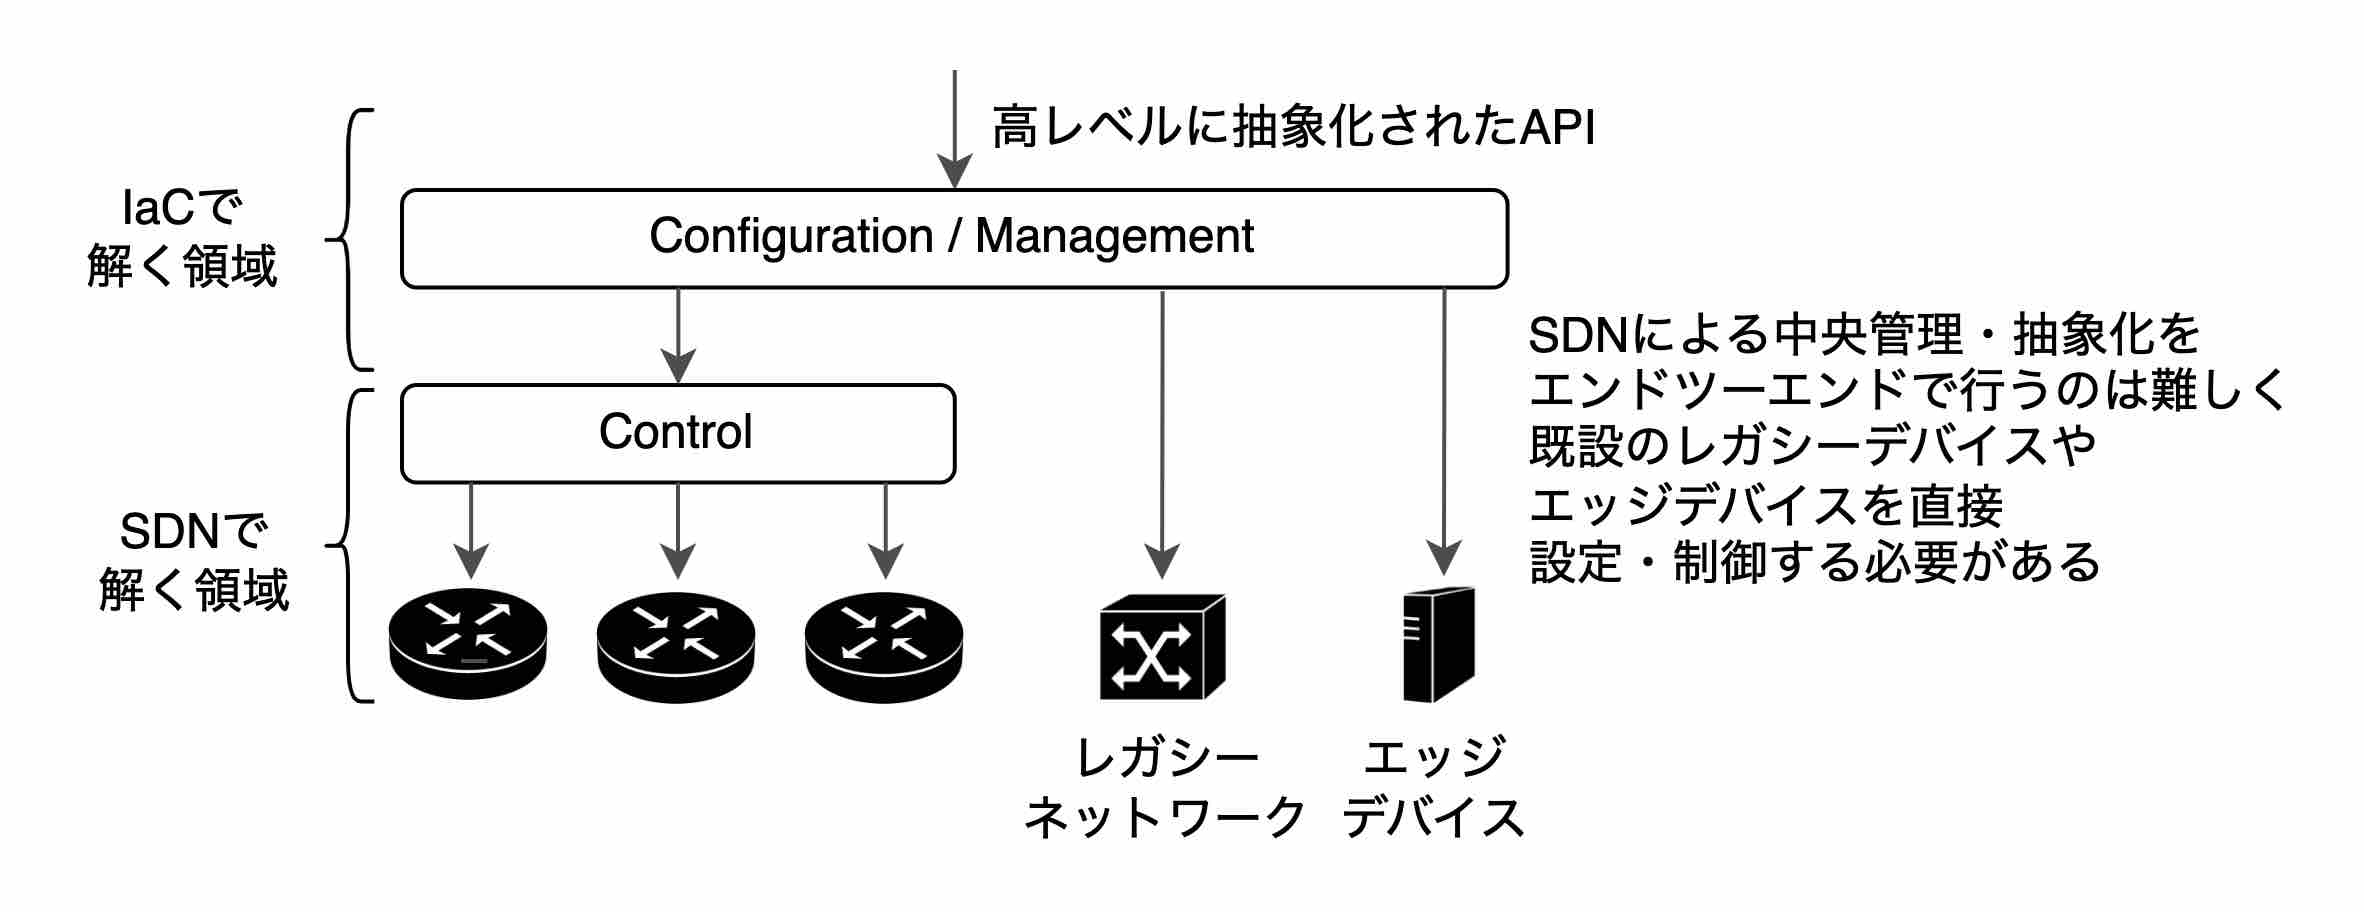 高レベルに抽象化されたAPI
IaCで
解く領域
Configuration / Management
SDNによる中央管理・抽象化を
エンドツーエンドで行うのは難しく
既設のレガシーデバイスや
エッジデバイスを直接
設定・制御する必要がある
Control
SDNで
解く領域
レガシー
ネットワーク
エッジ
デバイス